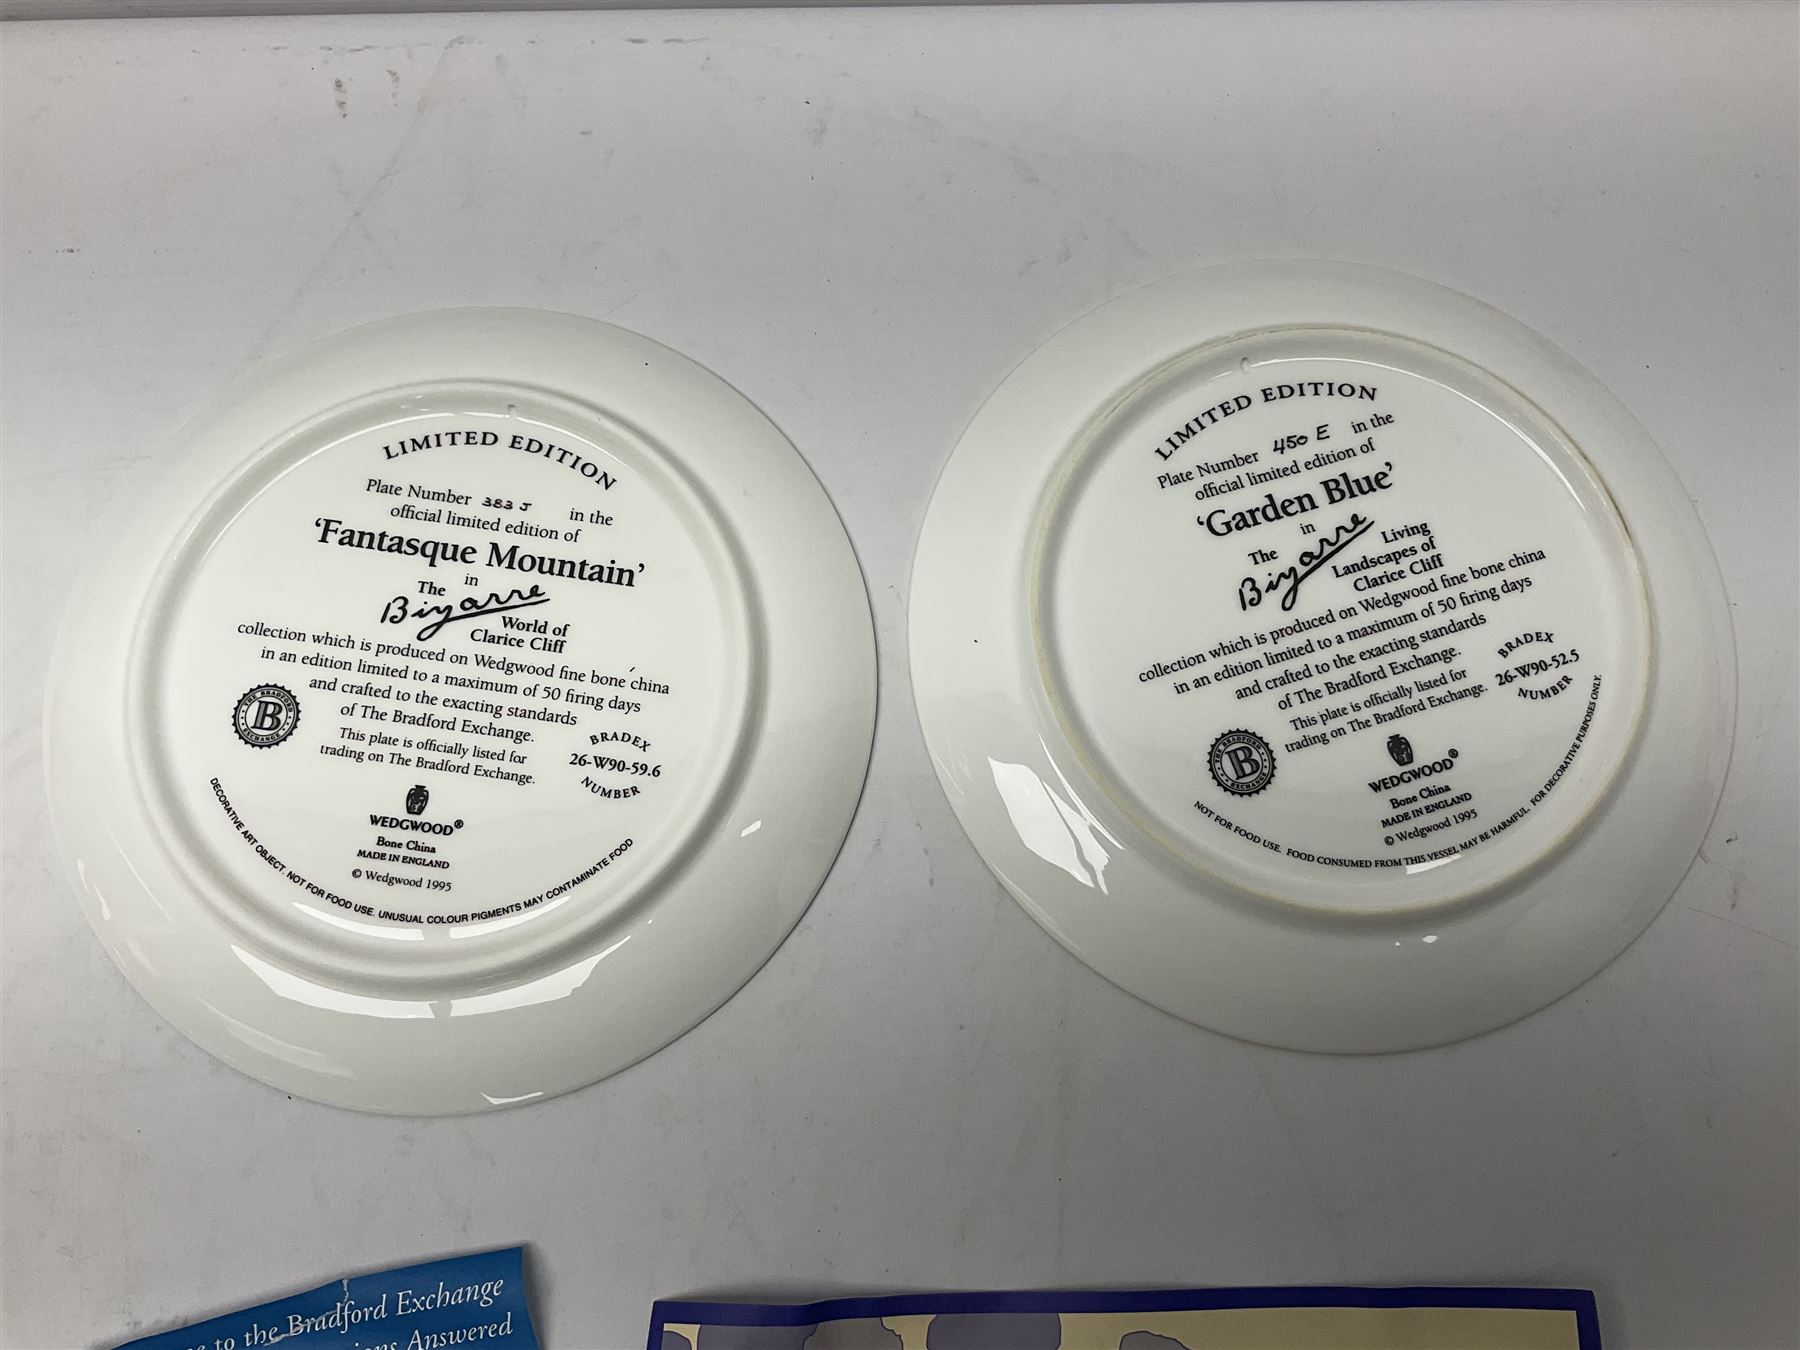 LIMITED EDITION
Plate Number 383 J in the
official limited edition of
'Fantasque Mountain'
in
The
Bizarre
World of
Clarice Cliff
collection which is produced on Wedgwood fine bone china
in an edition limited to a maximum of 50 firing days
and crafted to the exacting standards
of The Bradford Exchange.
This plate is officially listed for
trading on The Bradford Exchange.
THE BRADFORD
B
EXCHANGE
BRADEX
26-W90-59.6
NUMBER
WEDGWOOD®
Bone China
MADE IN ENGLAND
© Wedgwood 1995
DECORATIVE ART OBJECT. NOT FOR FOOD USE. UNUSUAL COLOUR PIGMENTS MAY CONTAMINATE FOOD
LIMITED EDITION
Plate Number 450 E in the
official limited edition of
'Garden Blue'
in
The
Bizarre
Living
Landscapes of
Clarice Cliff
collection which is produced on Wedgwood fine bone china
in an edition limited to a maximum of 50 firing days
and crafted to the exacting standards
of The Bradford Exchange.
This plate is officially listed for
trading on The Bradford Exchange.
THE BRADFORD
B
EXCHANGE
BRADEX
26-W90-52.5
NUMBER
WEDGWOOD®
Bone China
MADE IN ENGLAND
© Wedgwood 1995
NOT FOR FOOD USE. FOOD CONSUMED FROM THIS VESSEL MAY BE HARMFUL. FOR DECORATIVE PURPOSES ONLY.
to the Bradford Exchange
Answered